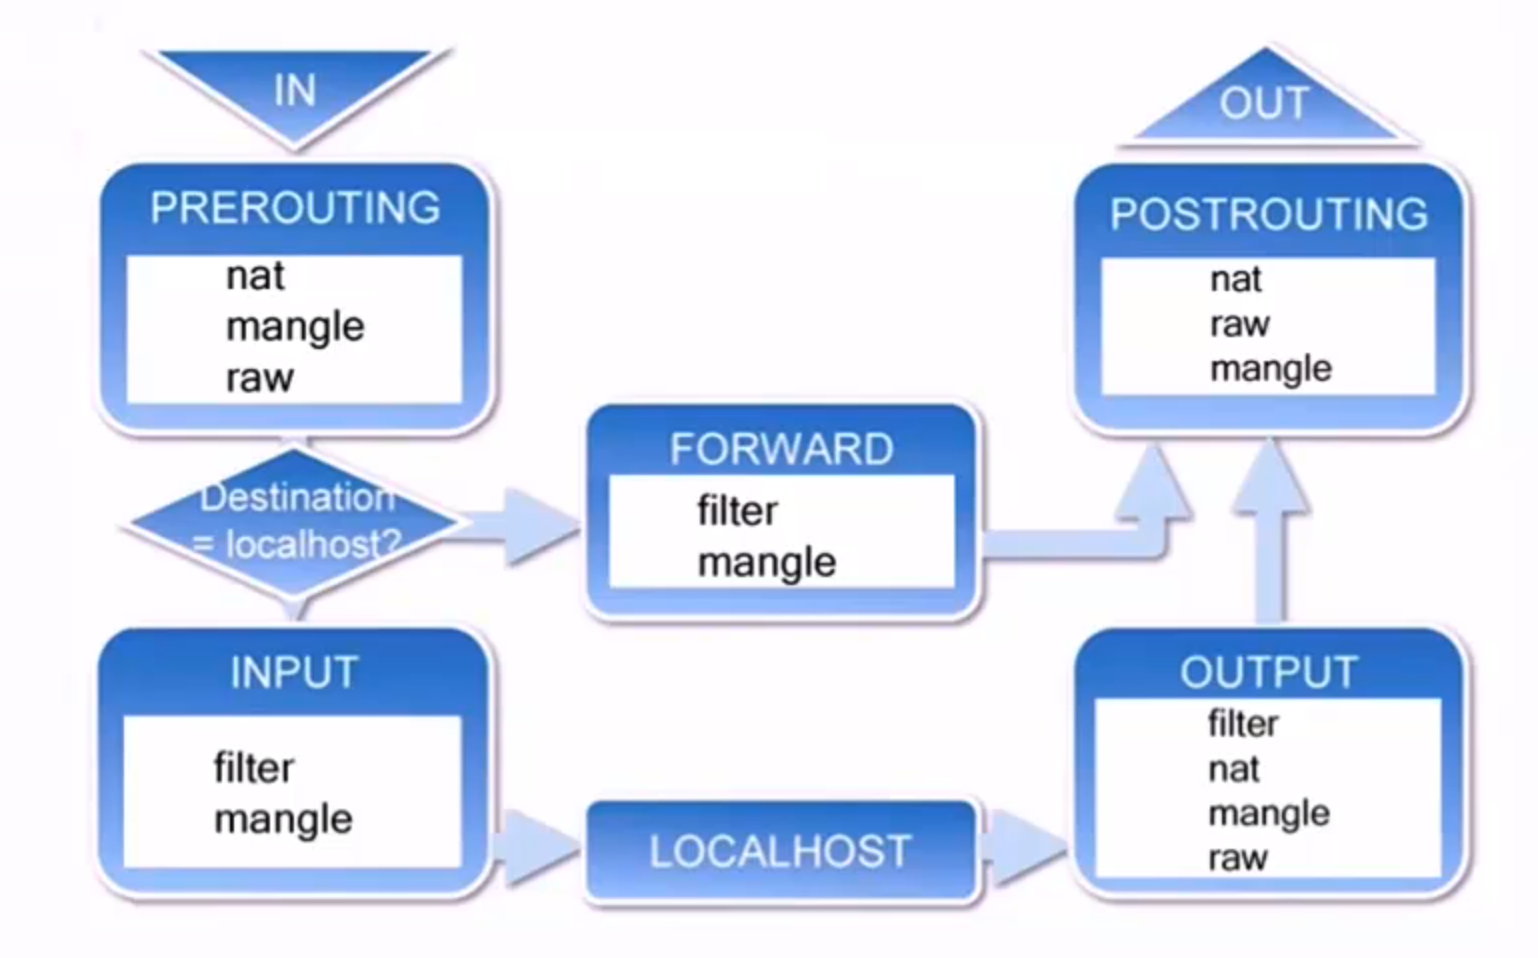 IN
PREROUTING
nat
mangle
raw
Destination
= localhost?
INPUT
filter
mangle
FORWARD
filter
mangle
LOCALHOST
OUT
POSTROUTING
nat
raw
mangle
OUTPUT
filter
nat
mangle
raw